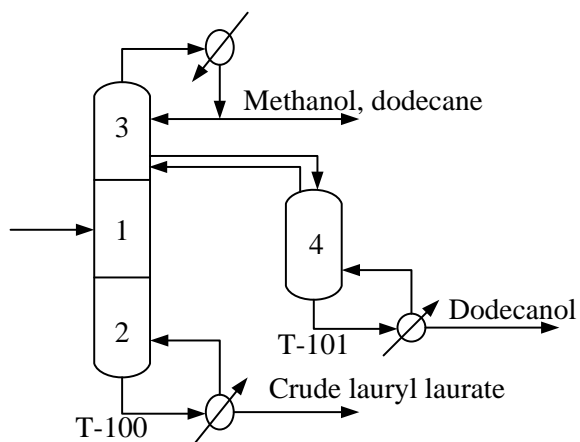 Methanol, dodecane
3
1
4
2
Dodecanol
T-101
Crude lauryl laurate
T-100